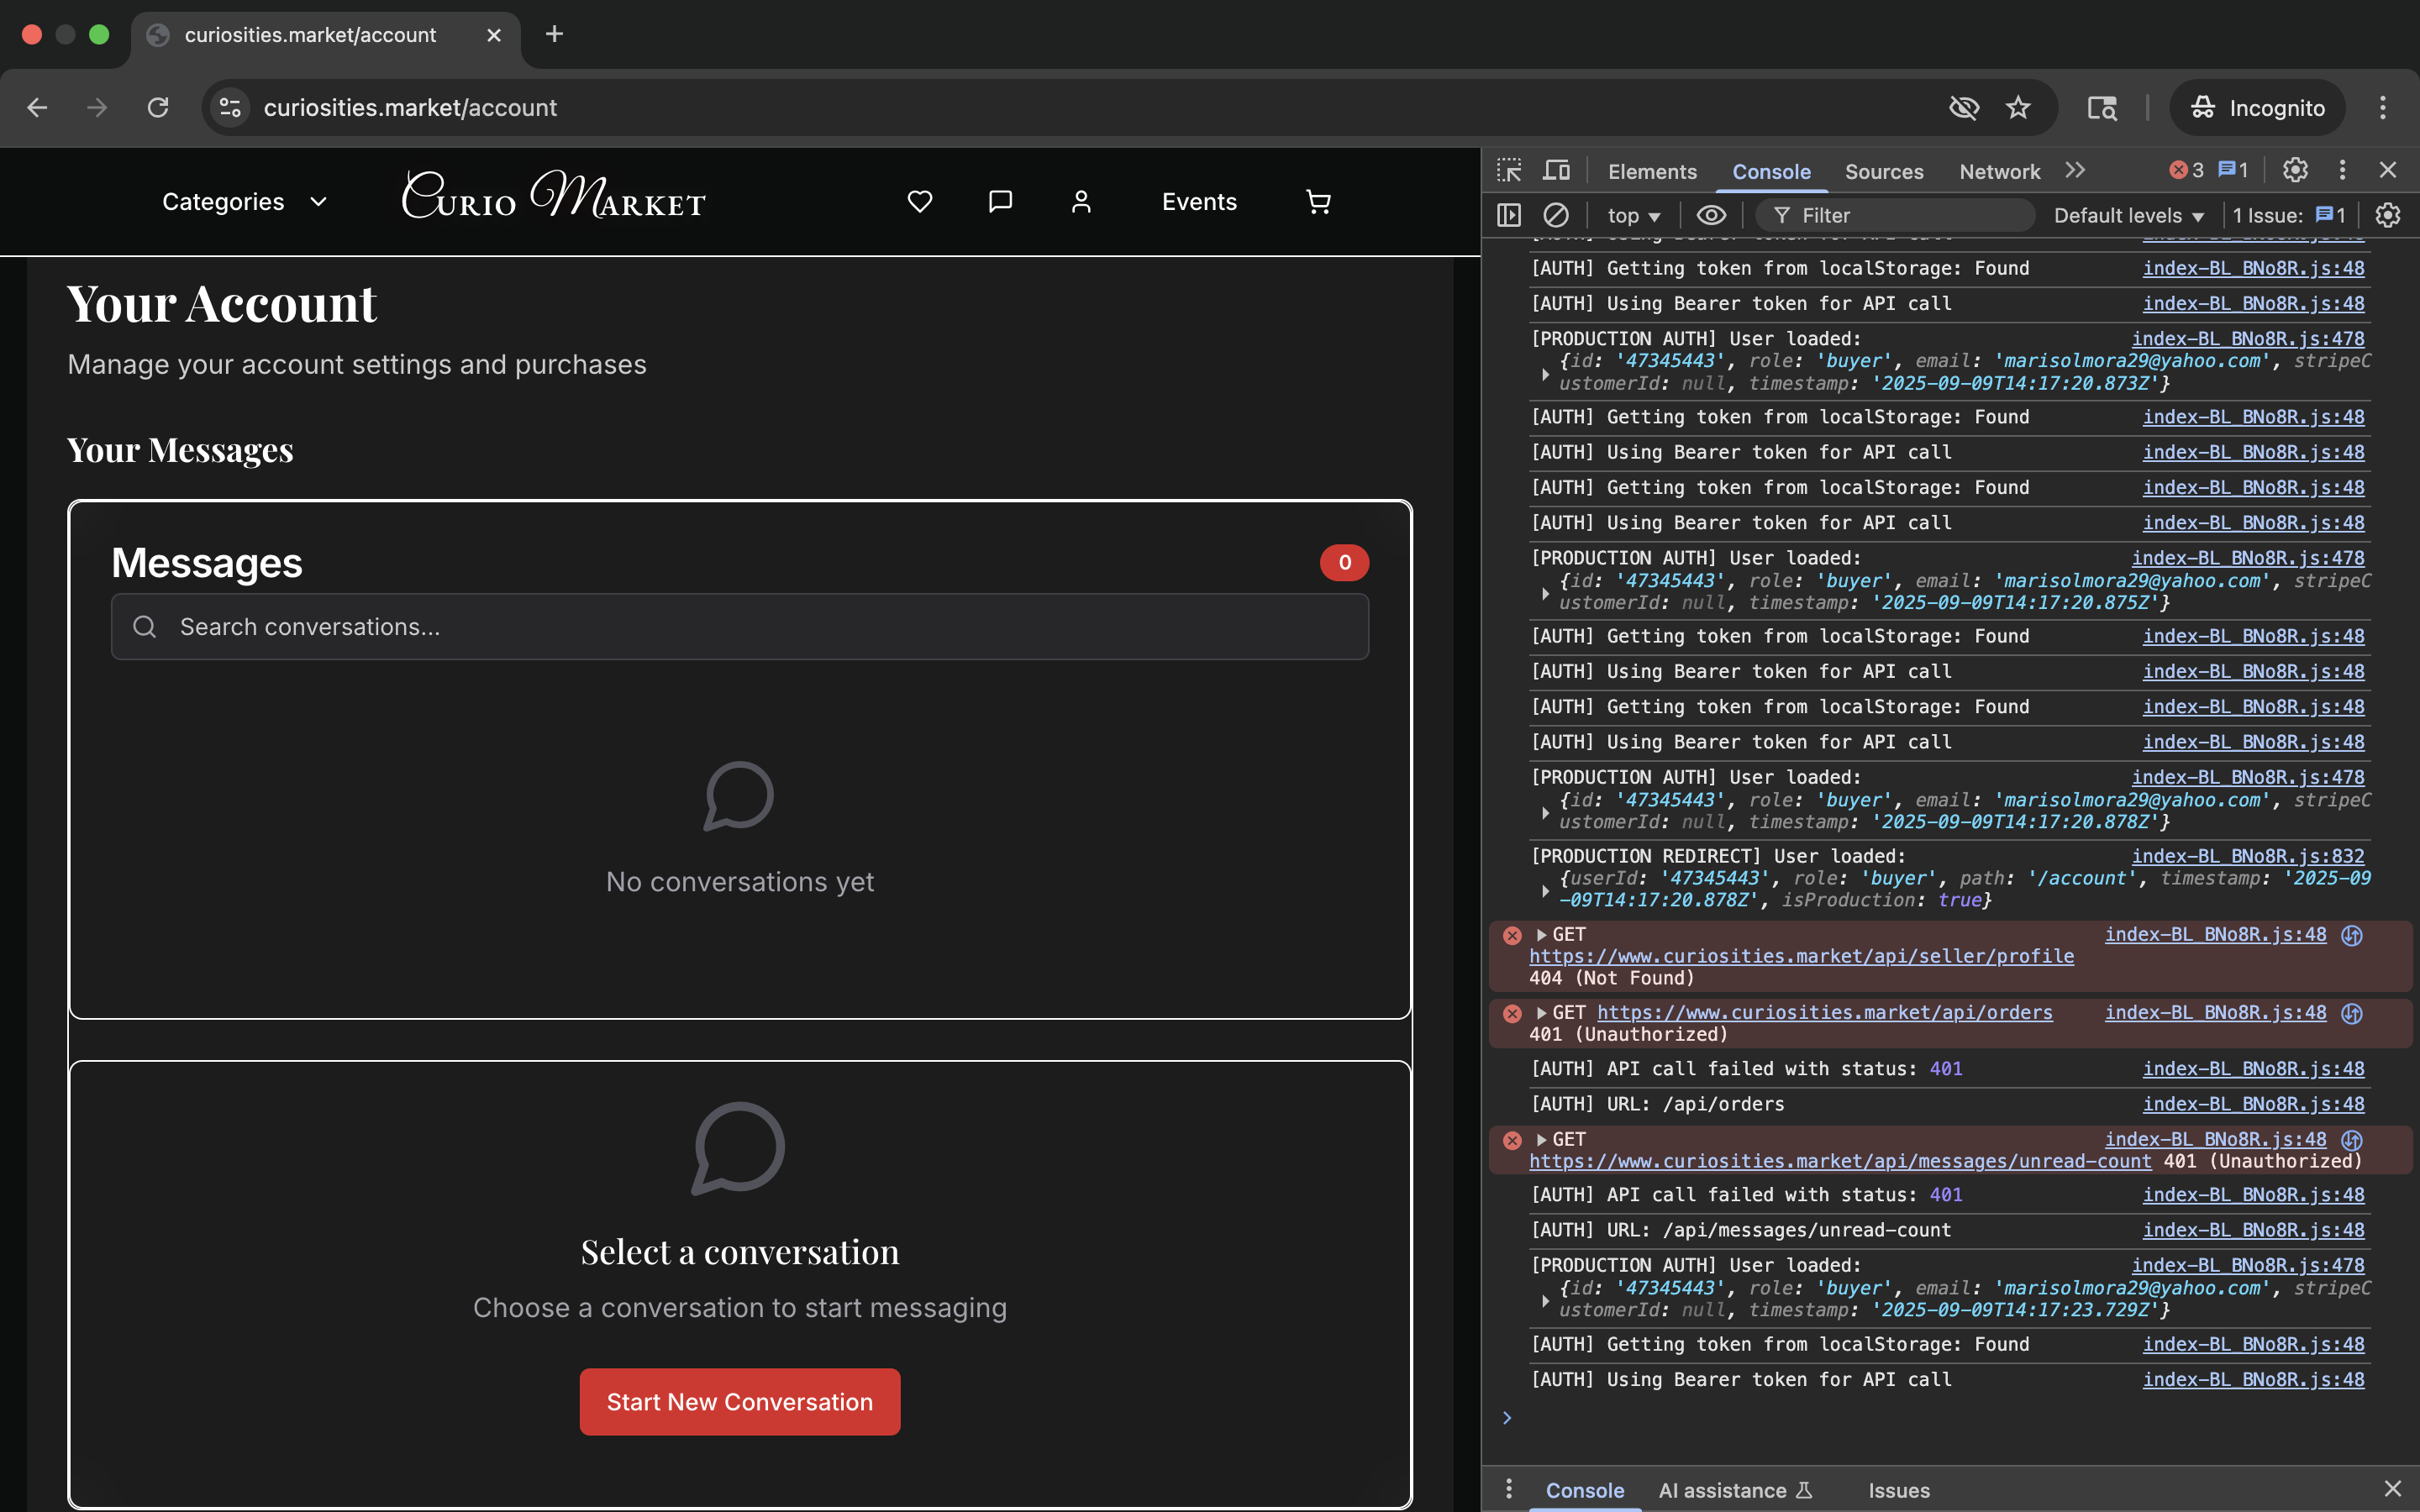 curiosities.market/account
curiosities.market/account
Incognito
Categories
Curio Market
Events
Your Account
Manage your account settings and purchases
Your Messages
Messages
0
Search conversations...
No conversations yet
Select a conversation
Choose a conversation to start messaging
Start New Conversation
Elements Console Sources Network 3 1
top Filter Default levels 1 Issue: 1
[AUTH] Getting token from localStorage: Found index-BL_BNo8R.js:48
[AUTH] Using Bearer token for API call index-BL_BNo8R.js:48
[PRODUCTION AUTH] User loaded: index-BL_BNo8R.js:478
{id: '47345443', role: 'buyer', email: 'marisolmora29@yahoo.com', stripeC
ustomerId: null, timestamp: '2025-09-09T14:17:20.873Z'}
[AUTH] Getting token from localStorage: Found index-BL_BNo8R.js:48
[AUTH] Using Bearer token for API call index-BL_BNo8R.js:48
[AUTH] Getting token from localStorage: Found index-BL_BNo8R.js:48
[AUTH] Using Bearer token for API call index-BL_BNo8R.js:48
[PRODUCTION AUTH] User loaded: index-BL_BNo8R.js:478
{id: '47345443', role: 'buyer', email: 'marisolmora29@yahoo.com', stripeC
ustomerId: null, timestamp: '2025-09-09T14:17:20.875Z'}
[AUTH] Getting token from localStorage: Found index-BL_BNo8R.js:48
[AUTH] Using Bearer token for API call index-BL_BNo8R.js:48
[AUTH] Getting token from localStorage: Found index-BL_BNo8R.js:48
[AUTH] Using Bearer token for API call index-BL_BNo8R.js:48
[PRODUCTION AUTH] User loaded: index-BL_BNo8R.js:478
{id: '47345443', role: 'buyer', email: 'marisolmora29@yahoo.com', stripeC
ustomerId: null, timestamp: '2025-09-09T14:17:20.878Z'}
[PRODUCTION REDIRECT] User loaded: index-BL_BNo8R.js:832
{userId: '47345443', role: 'buyer', path: '/account', timestamp: '2025-09
-09T14:17:20.878Z', isProduction: true}
GET index-BL_BNo8R.js:48
https://www.curiosities.market/api/seller/profile
404 (Not Found)
GET https://www.curiosities.market/api/orders index-BL_BNo8R.js:48
401 (Unauthorized)
[AUTH] API call failed with status: 401 index-BL_BNo8R.js:48
[AUTH] URL: /api/orders index-BL_BNo8R.js:48
GET index-BL_BNo8R.js:48
https://www.curiosities.market/api/messages/unread-count 401 (Unauthorized)
[AUTH] API call failed with status: 401 index-BL_BNo8R.js:48
[AUTH] URL: /api/messages/unread-count index-BL_BNo8R.js:48
[PRODUCTION AUTH] User loaded: index-BL_BNo8R.js:478
{id: '47345443', role: 'buyer', email: 'marisolmora29@yahoo.com', stripeC
ustomerId: null, timestamp: '2025-09-09T14:17:23.729Z'}
[AUTH] Getting token from localStorage: Found index-BL_BNo8R.js:48
[AUTH] Using Bearer token for API call index-BL_BNo8R.js:48
Console AI assistance Issues